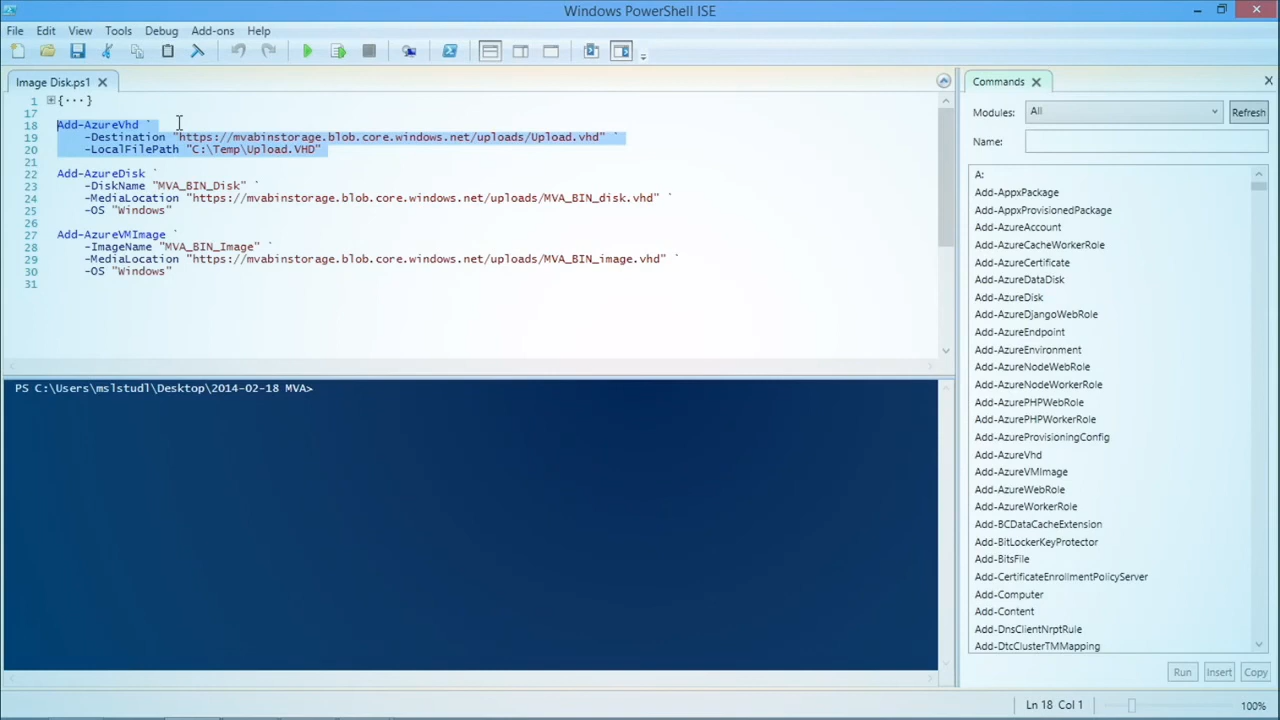 Windows PowerShell ISE
File Edit View Tools Debug Add-ons Help
Image Disk.ps1
1 {...}
17
18 Add-AzureVhd `
19 -Destination "https://mvabinstorage.blob.core.windows.net/uploads/Upload.vhd" `
20 -LocalFilePath "C:\Temp\Upload.VHD"
21
22 Add-AzureDisk `
23 -DiskName "MVA_BIN_Disk" `
24 -MediaLocation "https://mvabinstorage.blob.core.windows.net/uploads/MVA_BIN_disk.vhd" `
25 -OS "Windows"
26
27 Add-AzureVMImage `
28 -ImageName "MVA_BIN_Image" `
29 -MediaLocation "https://mvabinstorage.blob.core.windows.net/uploads/MVA_BIN_image.vhd" `
30 -OS "Windows"
31
PS C:\Users\mslstudl\Desktop\2014-02-18 MVA>
Commands
Modules: All Refresh
Name:
A:
Add-AppxPackage
Add-AppxProvisionedPackage
Add-AzureAccount
Add-AzureCacheWorkerRole
Add-AzureCertificate
Add-AzureDataDisk
Add-AzureDisk
Add-AzureDjangoWebRole
Add-AzureEndpoint
Add-AzureEnvironment
Add-AzureNodeWebRole
Add-AzureNodeWorkerRole
Add-AzurePHPWebRole
Add-AzurePHPWorkerRole
Add-AzureProvisioningConfig
Add-AzureVhd
Add-AzureVMImage
Add-AzureWebRole
Add-AzureWorkerRole
Add-BCDataCacheExtension
Add-BitLockerKeyProtector
Add-BitsFile
Add-CertificateEnrollmentPolicyServer
Add-Computer
Add-Content
Add-DnsClientNrptRule
Add-DtcClusterTMMapping
Run Insert Copy
Ln 18 Col 1 100%